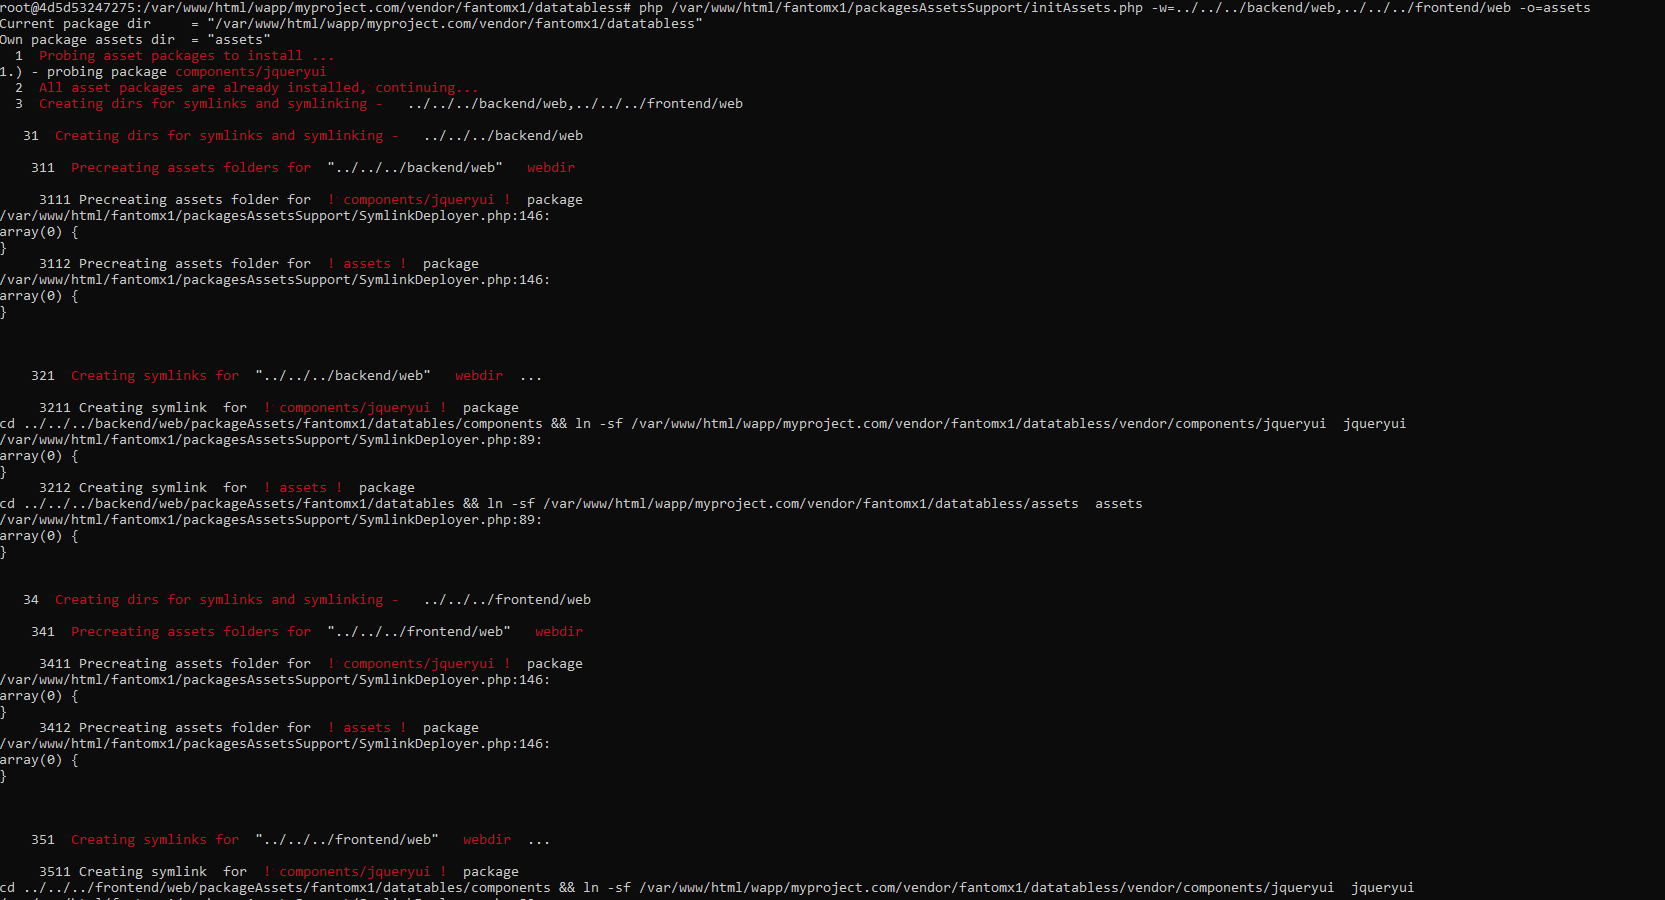 root@4d5d53247275:/var/www/html/wapp/myproject.com/vendor/fantomx1/datatabless# php /var/www/html/fantomx1/packagesAssetsSupport/initAssets.php -w=../../../backend/web,../../../frontend/web -o=assets
Current package dir     = "/var/www/html/wapp/myproject.com/vendor/fantomx1/datatabless"
Own package assets dir  = "assets"
  1  Probing asset packages to install ...
1.) - probing package components/jqueryui
  2  All asset packages are already installed, continuing...
  3  Creating dirs for symlinks and symlinking -   ../../../backend/web,../../../frontend/web
   31  Creating dirs for symlinks and symlinking -   ../../../backend/web
    311  Precreating assets folders for  "../../../backend/web"   webdir
     3111 Precreating assets folder for  ! components/jqueryui !  package
/var/www/html/fantomx1/packagesAssetsSupport/SymlinkDeployer.php:146:
array(0) {
}
     3112 Precreating assets folder for  ! assets !  package
/var/www/html/fantomx1/packagesAssetsSupport/SymlinkDeployer.php:146:
array(0) {
}
    321  Creating symlinks for  "../../../backend/web"   webdir  ...
     3211 Creating symlink  for  ! components/jqueryui !  package
cd ../../../backend/web/packageAssets/fantomx1/datatables/components && ln -sf /var/www/html/wapp/myproject.com/vendor/fantomx1/datatabless/vendor/components/jqueryui  jqueryui
/var/www/html/fantomx1/packagesAssetsSupport/SymlinkDeployer.php:89:
array(0) {
}
     3212 Creating symlink  for  ! assets !  package
cd ../../../backend/web/packageAssets/fantomx1/datatables && ln -sf /var/www/html/wapp/myproject.com/vendor/fantomx1/datatabless/assets  assets
/var/www/html/fantomx1/packagesAssetsSupport/SymlinkDeployer.php:89:
array(0) {
}
   34  Creating dirs for symlinks and symlinking -   ../../../frontend/web
    341  Precreating assets folders for  "../../../frontend/web"   webdir
     3411 Precreating assets folder for  ! components/jqueryui !  package
/var/www/html/fantomx1/packagesAssetsSupport/SymlinkDeployer.php:146:
array(0) {
}
     3412 Precreating assets folder for  ! assets !  package
/var/www/html/fantomx1/packagesAssetsSupport/SymlinkDeployer.php:146:
array(0) {
}
    351  Creating symlinks for  "../../../frontend/web"   webdir  ...
     3511 Creating symlink  for  ! components/jqueryui !  package
cd ../../../frontend/web/packageAssets/fantomx1/datatables/components && ln -sf /var/www/html/wapp/myproject.com/vendor/fantomx1/datatabless/vendor/components/jqueryui  jqueryui